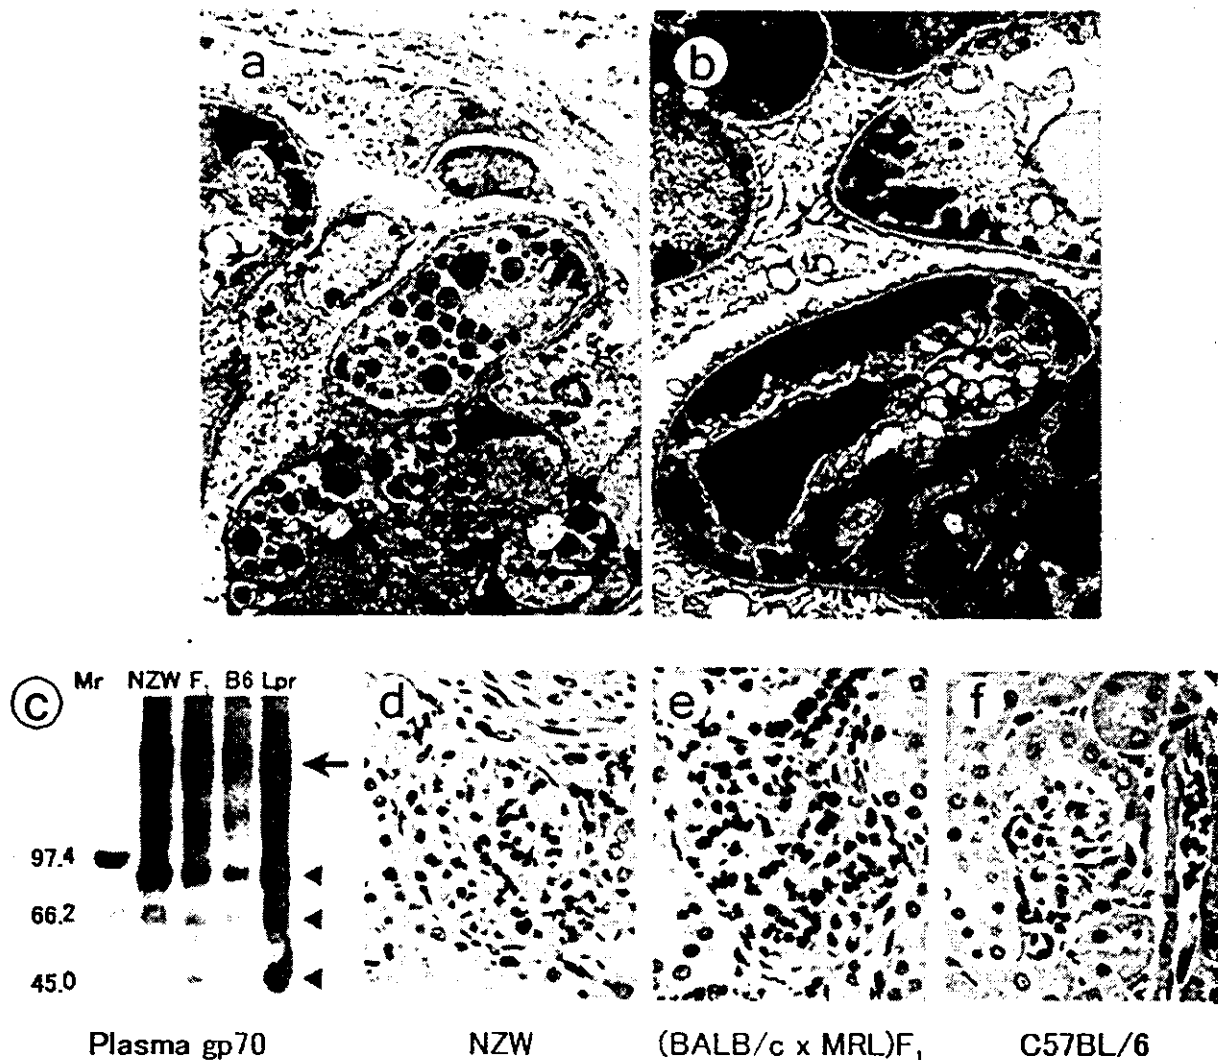 a
b
c
Mr NZW F₁ B6 Lpr
97.4
66.2
45.0
d
e
f
Plasma gp70
NZW
(BALB/c x MRL)F₁
C57BL/6